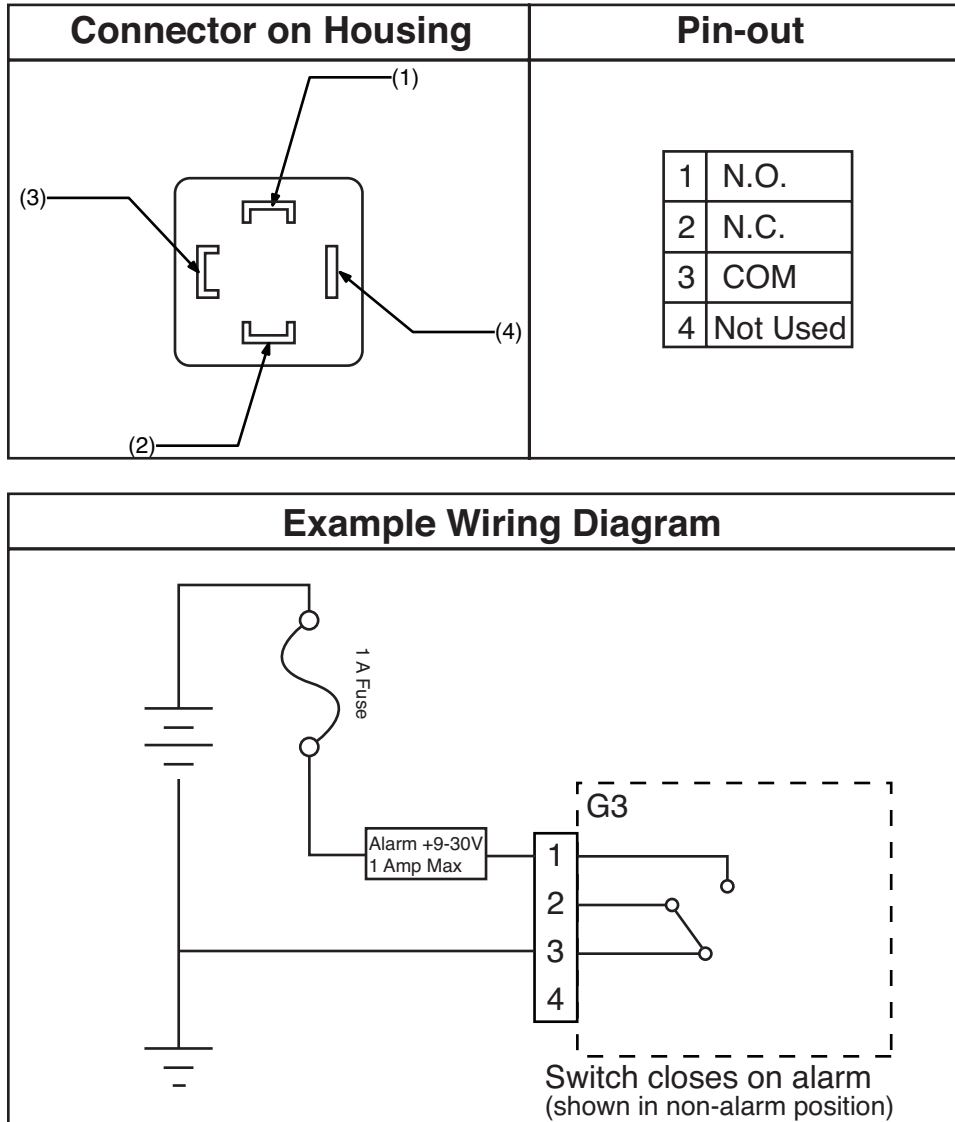 Connector on Housing
Pin-out
(1)
(3)
(4)
(2)
1 N.O.
2 N.C.
3 COM
4 Not Used
Example Wiring Diagram
1 A Fuse
Alarm +9-30V
1 Amp Max
G3
1
2
3
4
Switch closes on alarm
(shown in non-alarm position)